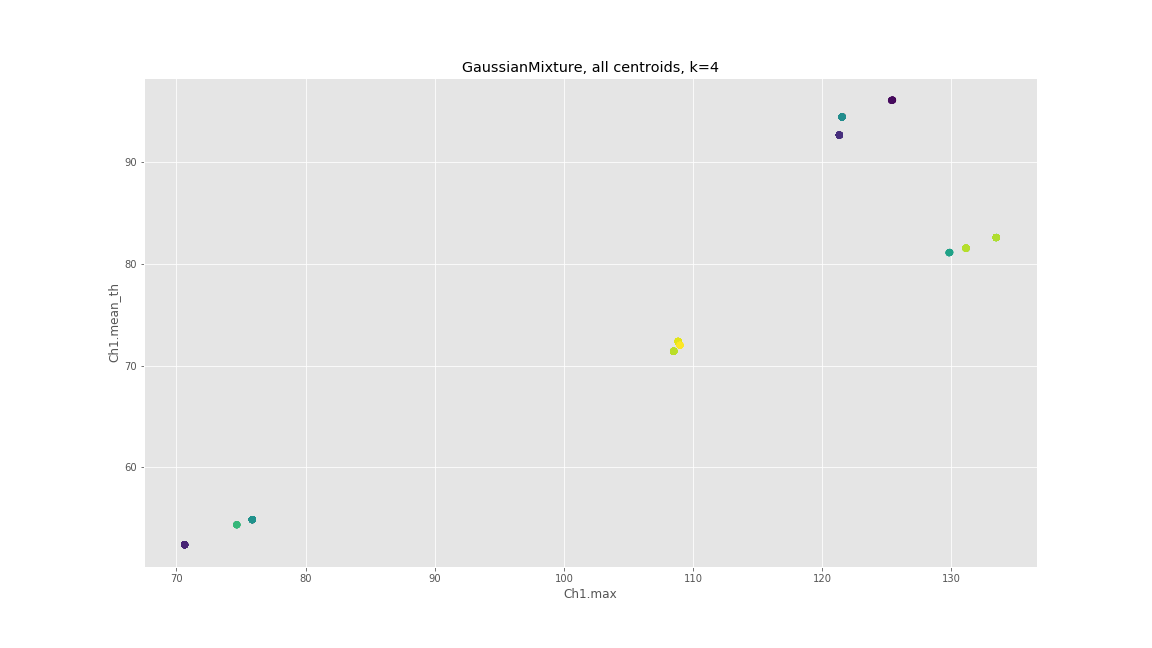 GaussianMixture, all centroids, k=4
90
80
70
60
Ch1.mean_th
70 80 90 100 110 120 130
Ch1.max